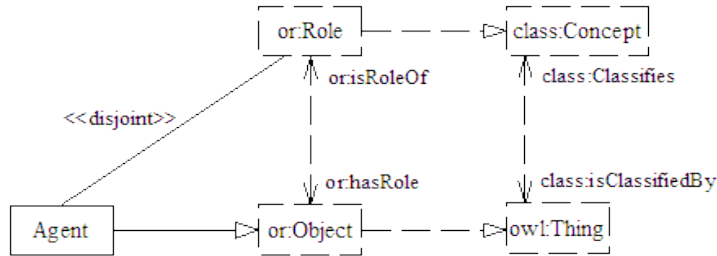 or:Role
class:Concept
or:isRoleOf
class:Classifies
<<disjoint>>
or:hasRole
class:isClassifiedBy
Agent
or:Object
owl:Thing